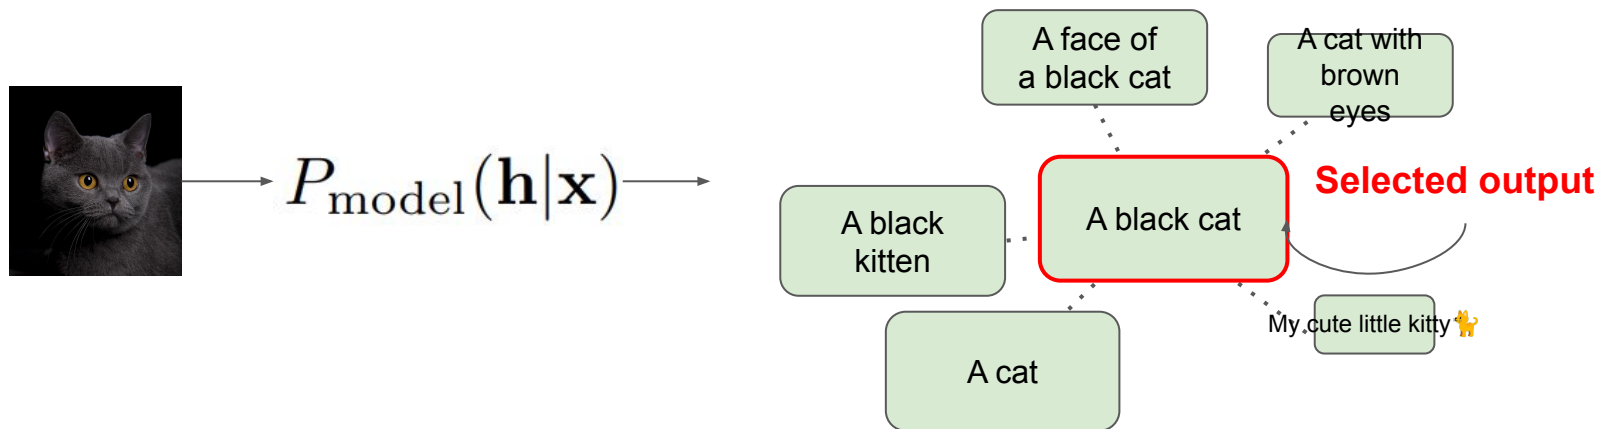 P_model(h|x)
A face of
a black cat
A cat with
brown
eyes
A black
kitten
A black cat
Selected output
A cat
My cute little kitty🐈